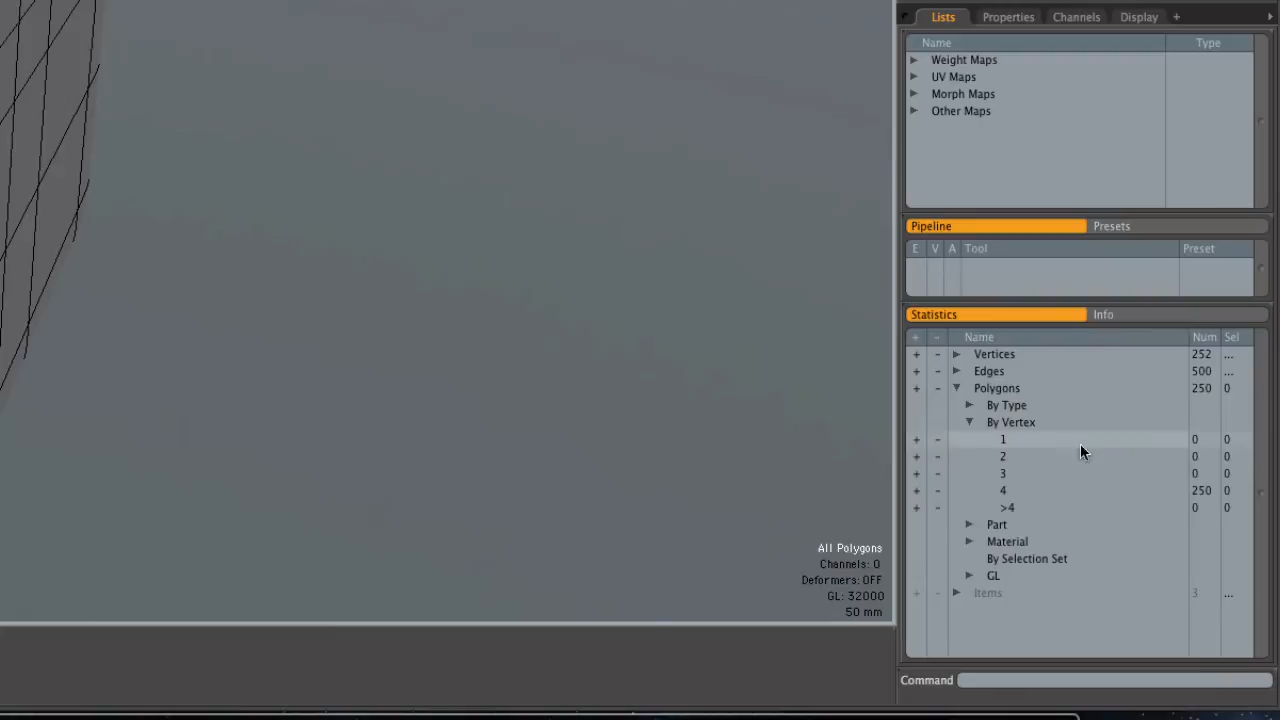 Lists Properties Channels Display +
Name Type
Weight Maps
UV Maps
Morph Maps
Other Maps
Pipeline Presets
E V A Tool Preset
Statistics Info
+ - Name Num Sel
+ - Vertices 252 ...
+ - Edges 500 ...
+ - Polygons 250 0
By Type
By Vertex
+ - 1 0 0
+ - 2 0 0
+ - 3 0 0
+ - 4 250 0
+ - >4 0 0
Part
Material
By Selection Set
GL
+ - Items 3 ...
All Polygons
Channels: 0
Deformers: OFF
GL: 32000
50 mm
Command